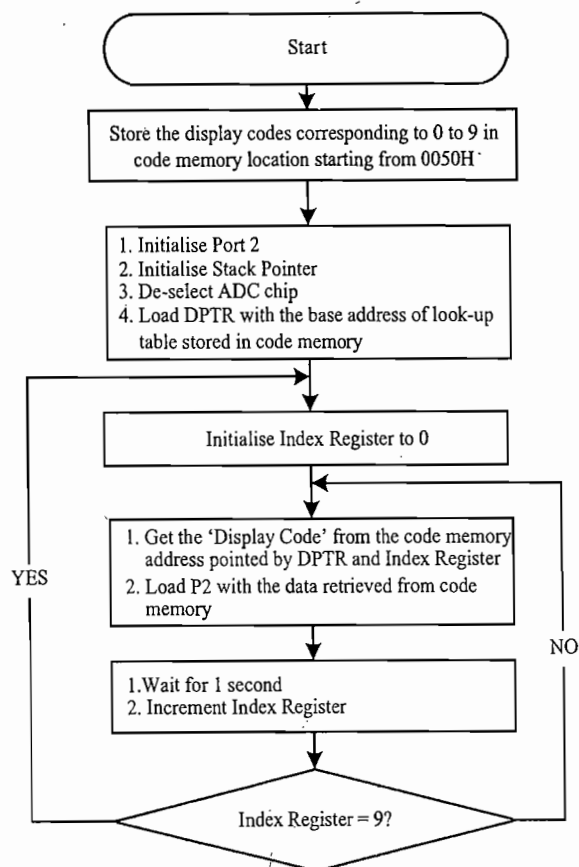 Start
Store the display codes corresponding to 0 to 9 in
code memory location starting from 0050H
1. Initialise Port 2
2. Initialise Stack Pointer
3. De-select ADC chip
4. Load DPTR with the base address of look-up
table stored in code memory
Initialise Index Register to 0
1. Get the 'Display Code' from the code memory
address pointed by DPTR and Index Register
2. Load P2 with the data retrieved from code
memory
YES
NO
1.Wait for 1 second
2. Increment Index Register
Index Register = 9?